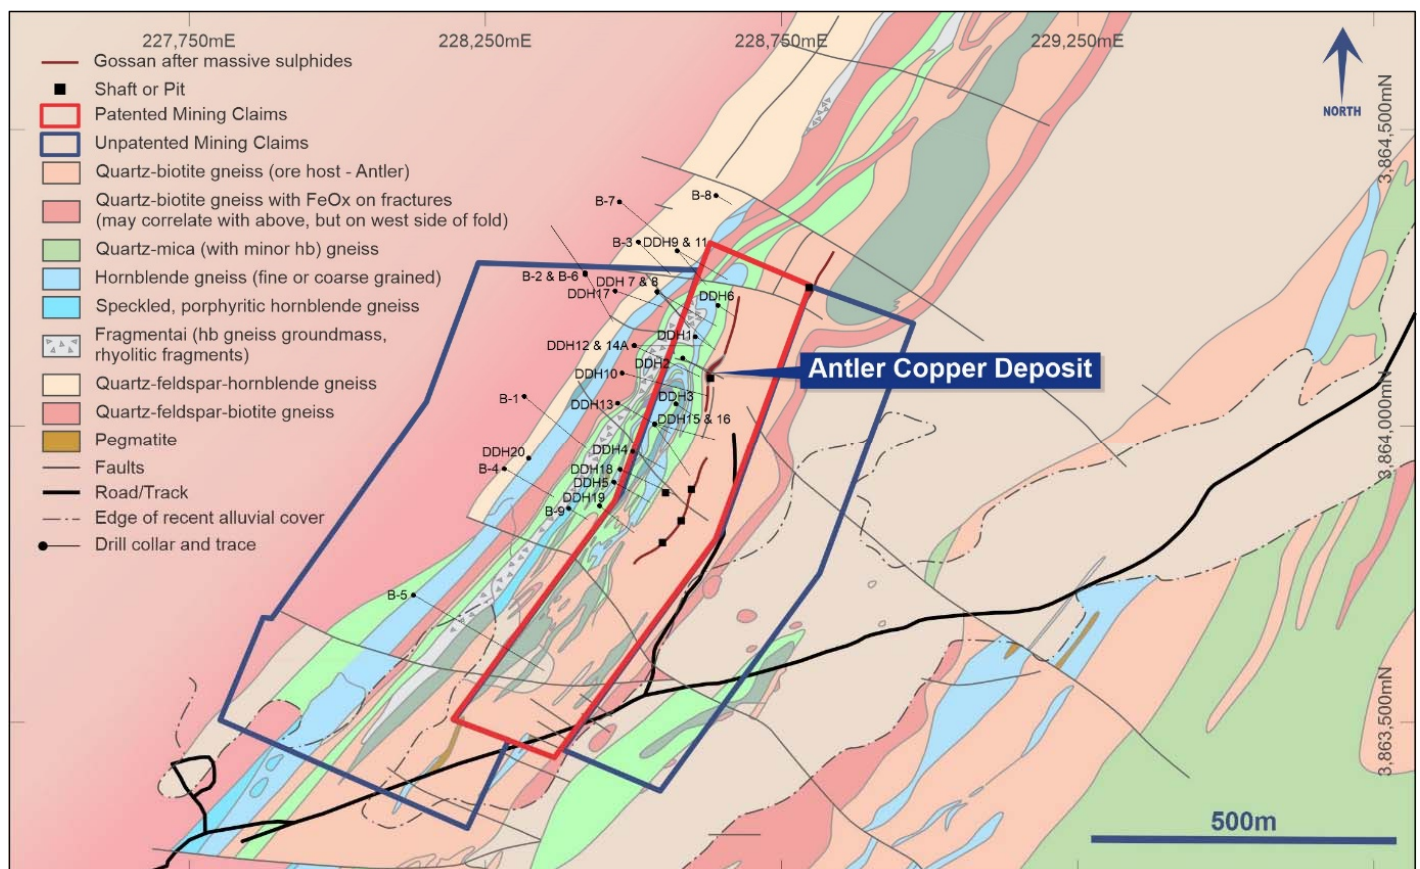 227,750mE
228,250mE
228,750mE
229,250mE
Gossan after massive sulphides
Shaft or Pit
Patented Mining Claims
Unpatented Mining Claims
Quartz-biotite gneiss (ore host - Antler)
Quartz-biotite gneiss with FeOx on fractures
(may correlate with above, but on west side of fold)
Quartz-mica (with minor hb) gneiss
Hornblende gneiss (fine or coarse grained)
Speckled, porphyritic hornblende gneiss
Fragmentai (hb gneiss groundmass,
rhyolitic fragments)
Quartz-feldspar-hornblende gneiss
Quartz-feldspar-biotite gneiss
Pegmatite
Faults
Road/Track
Edge of recent alluvial cover
Drill collar and trace
NORTH
3,864,500mN
3,864,000mN
3,863,500mN
B-8
B-7
B-3
DDH9 & 11
B-2 & B-6
DDH 7 & 8
DDH17
DDH6
DDH1
DDH12 & 14A
DDH2
DDH10
Antler Copper Deposit
B-1
DDH13
DDH3
DDH15 & 16
DDH20
DDH4
B-4
DDH18
DDH5
DDH19
B-9
B-5
500m